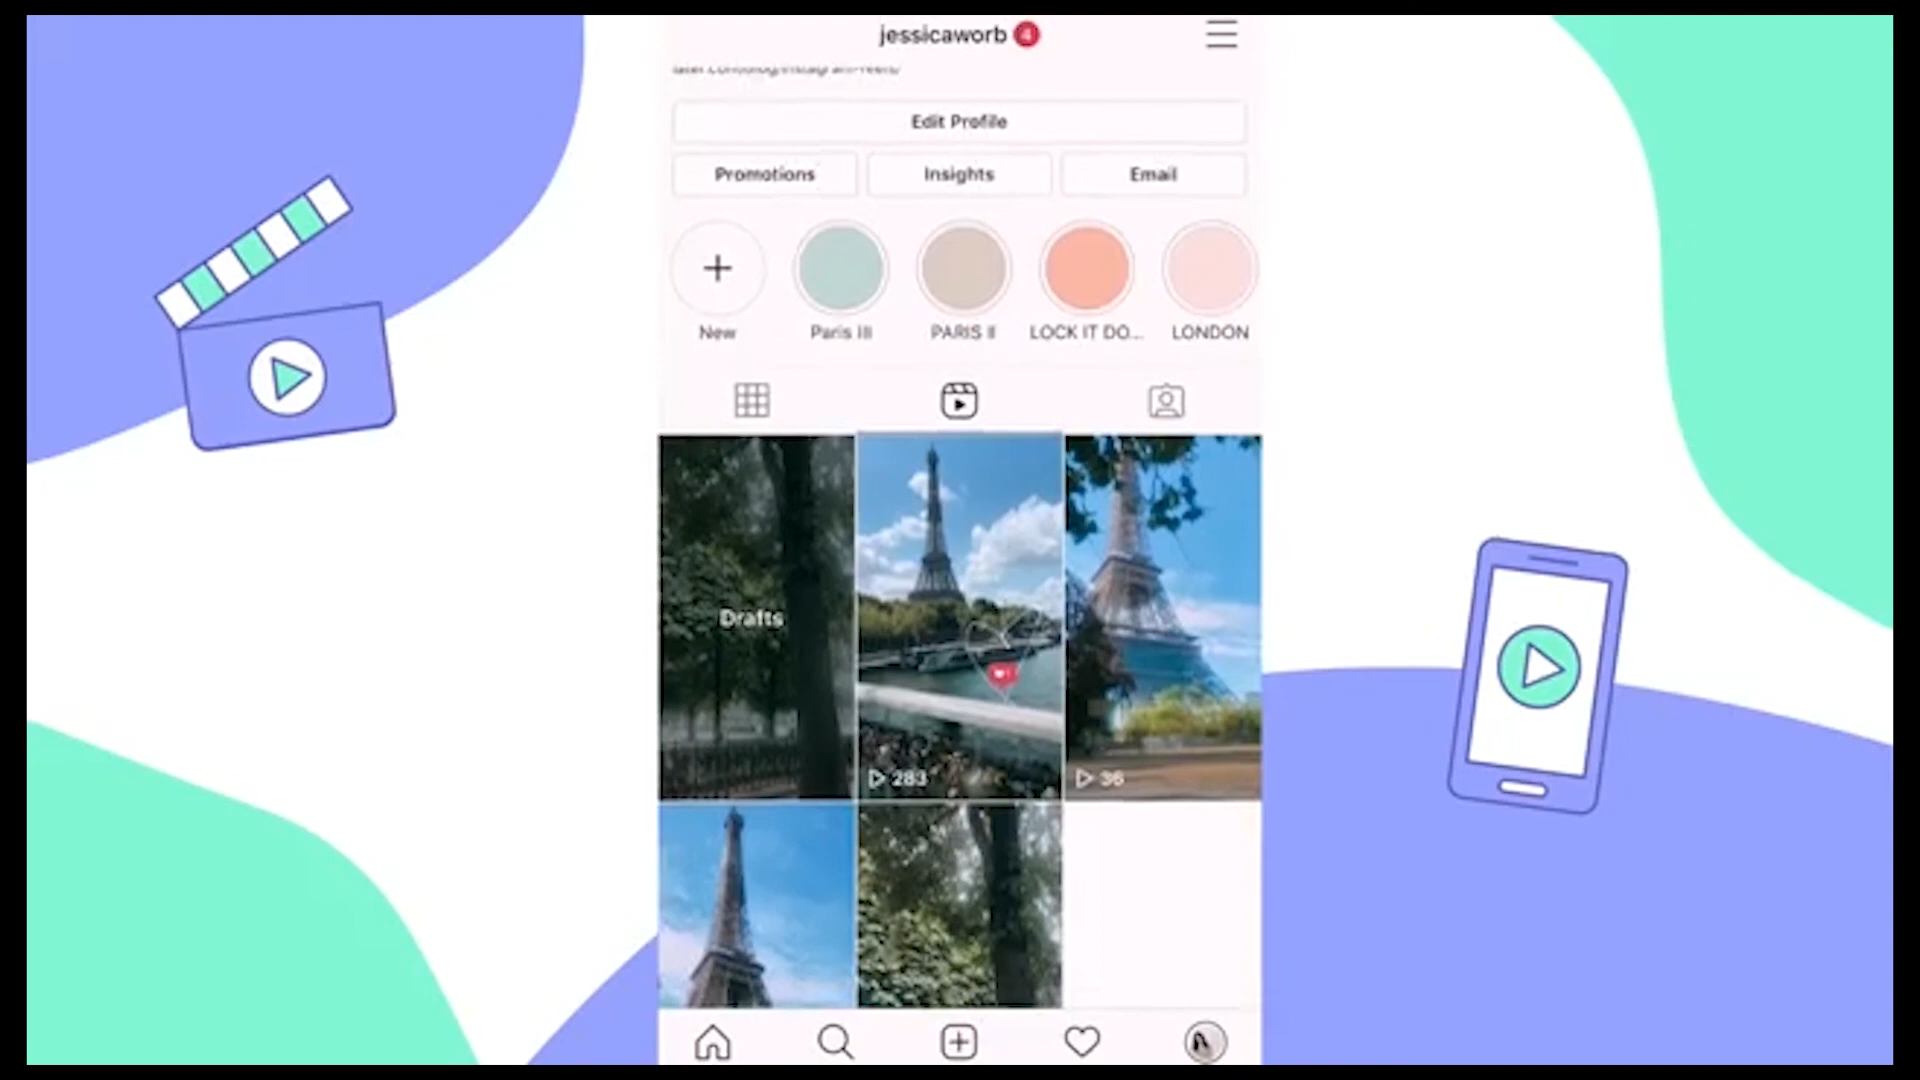 jessicaworb 4
Edit Profile
Promotions Insights Email
New Paris III PARIS II LOCK IT DO... LONDON
Drafts
283 36